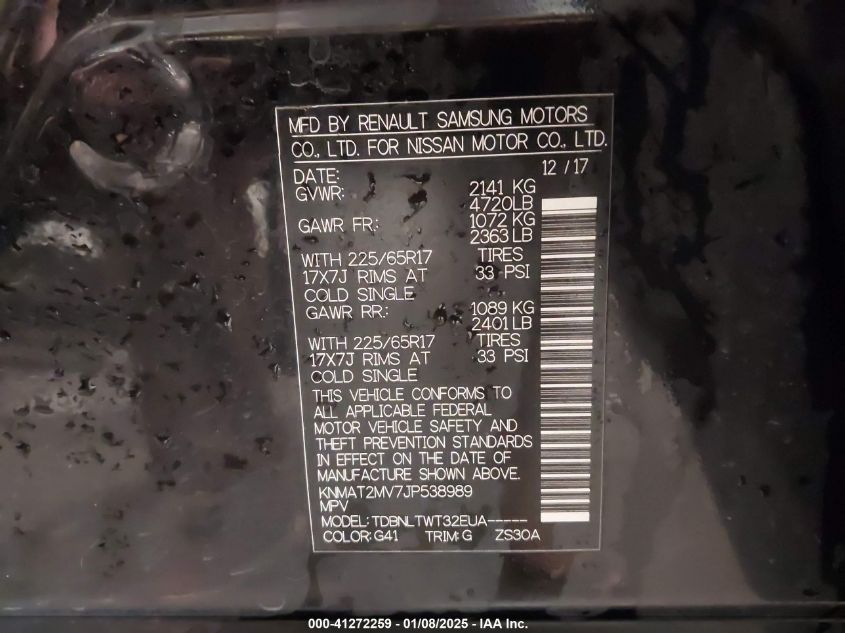 MFD BY RENAULT SAMSUNG MOTORS
CO., LTD. FOR NISSAN MOTOR CO., LTD.
DATE: 12 / 17
GVWR: 2141 KG
4720LB
GAWR FR: 1072 KG
2363 LB
WITH 225/65R17 TIRES
17X7J RIMS AT 33 PSI
COLD SINGLE
GAWR RR: 1089 KG
2401 LB
WITH 225/65R17 TIRES
17X7J RIMS AT 33 PSI
COLD SINGLE
THIS VEHICLE CONFORMS TO
ALL APPLICABLE FEDERAL
MOTOR VEHICLE SAFETY AND
THEFT PREVENTION STANDARDS
IN EFFECT ON THE DATE OF
MANUFACTURE SHOWN ABOVE.
KNMAT2MV7JP538989
MPV
MODEL: TDBNLTWT32EUA-----
COLOR: G41 TRIM: G ZS30A
000-41272259 - 01/08/2025 - IAA Inc.